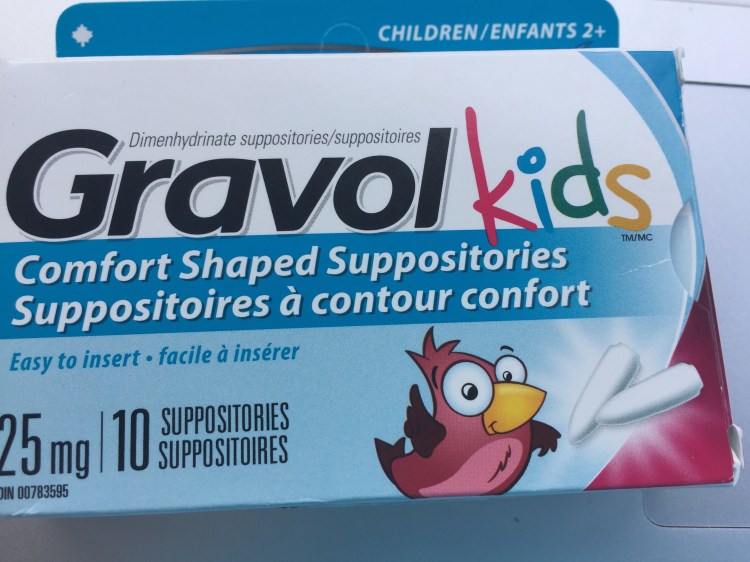 CHILDREN/ENFANTS 2+
Dimenhydrinate suppositories/suppositoires
Gravol kids
TM/MC
Comfort Shaped Suppositories
Suppositoires à contour confort
Easy to insert • facile à insérer
25 mg | 10 SUPPOSITORIES
SUPPOSITOIRES
DIN 00783595